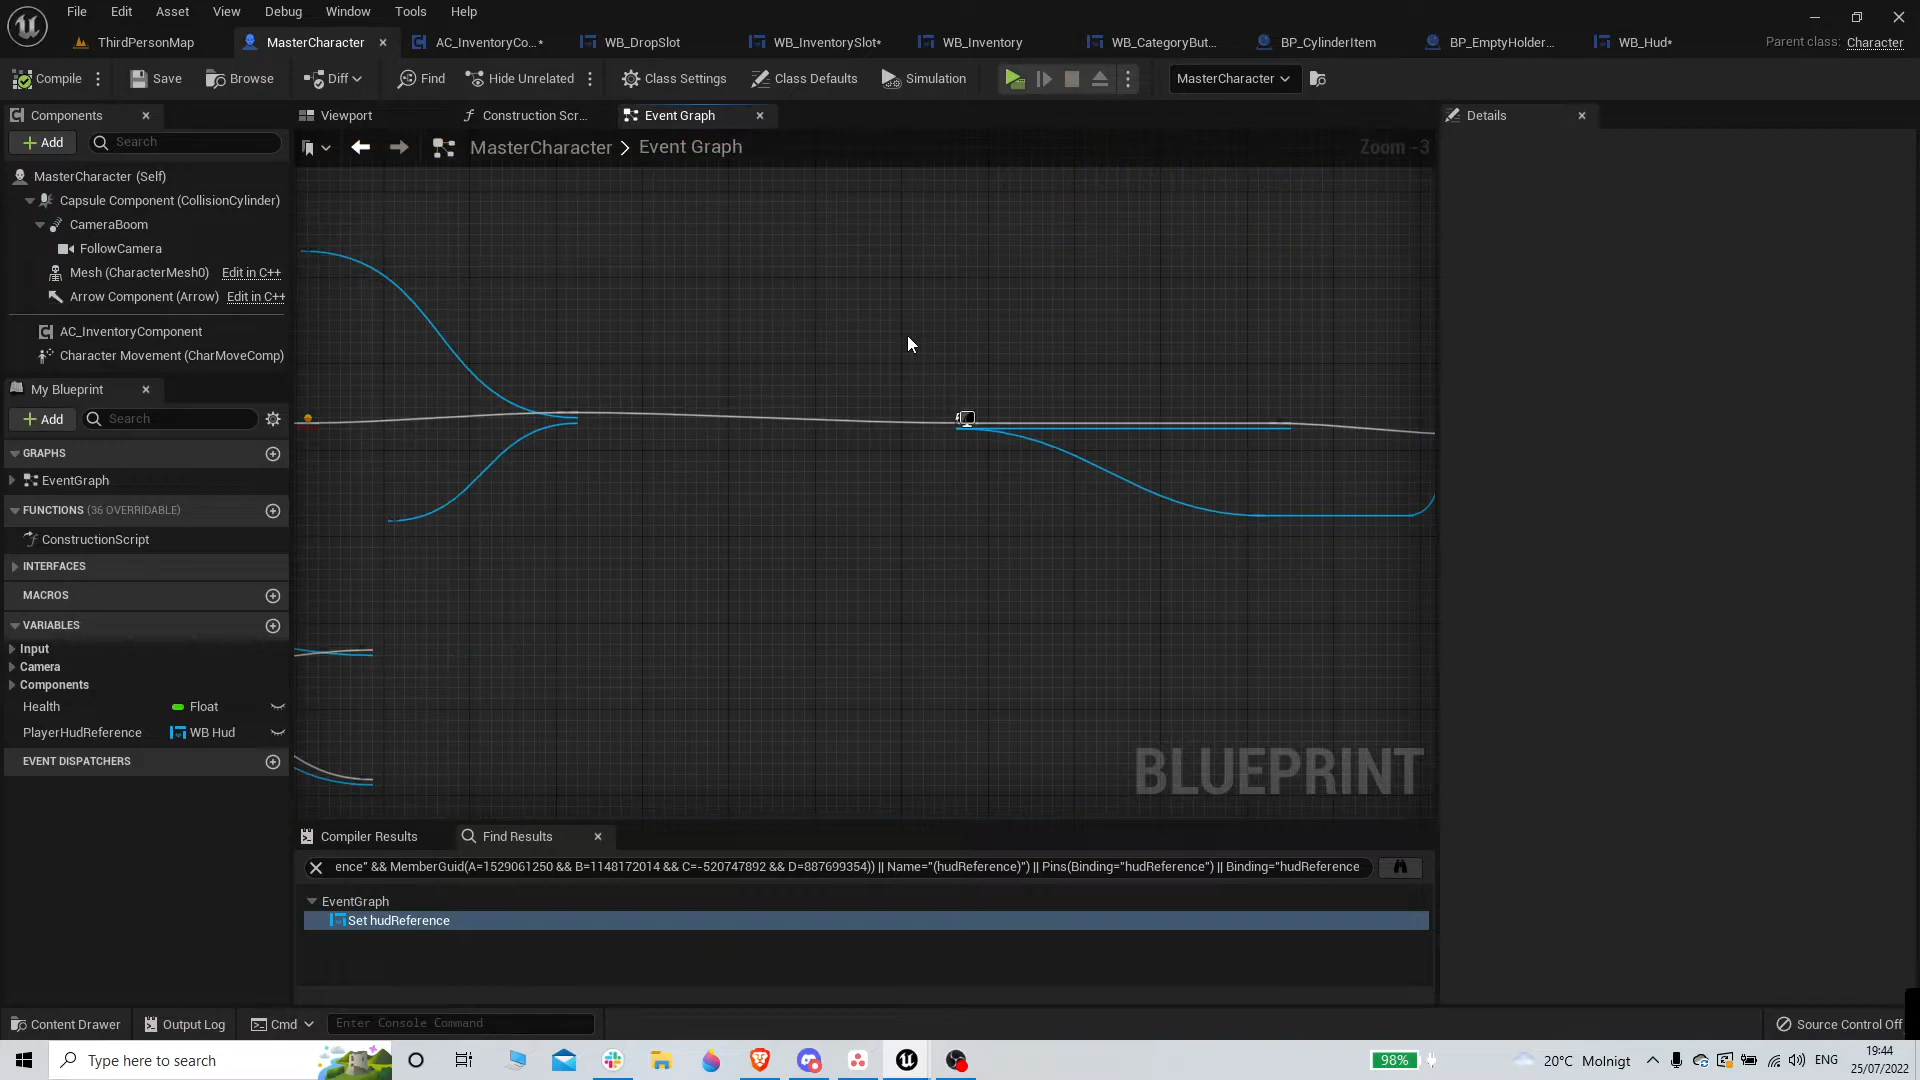 File Edit Asset View Debug Window Tools Help
ThirdPersonMap MasterCharacter AC_InventoryCo...* WB_DropSlot WB_InventorySlot* WB_Inventory WB_CategoryBut... BP_CylinderItem BP_EmptyHolder... WB_Hud* Parent class: Character
Compile Save Browse Diff Find Hide Unrelated Class Settings Class Defaults Simulation MasterCharacter
Components Viewport Construction Scr... Event Graph Details
Add Search MasterCharacter > Event Graph Zoom -3
MasterCharacter (Self)
Capsule Component (CollisionCylinder)
CameraBoom
FollowCamera
Mesh (CharacterMesh0) Edit in C++
Arrow Component (Arrow) Edit in C++
AC_InventoryComponent
Character Movement (CharMoveComp)
My Blueprint
Add Search
GRAPHS
EventGraph
FUNCTIONS (36 OVERRIDABLE)
ConstructionScript
INTERFACES
MACROS
VARIABLES
Input
Camera
Components
Health Float
PlayerHudReference WB Hud
EVENT DISPATCHERS
BLUEPRINT
Compiler Results Find Results
ence" && MemberGuid(A=1529061250 && B=1148172014 && C=-520747892 && D=887699354)) || Name="(hudReference)") || Pins(Binding="hudReference") || Binding="hudReference
EventGraph
Set hudReference
Content Drawer Output Log Cmd Enter Console Command Source Control Off
Type here to search 98% 20°C Molnigt ENG 19:44
25/07/2022